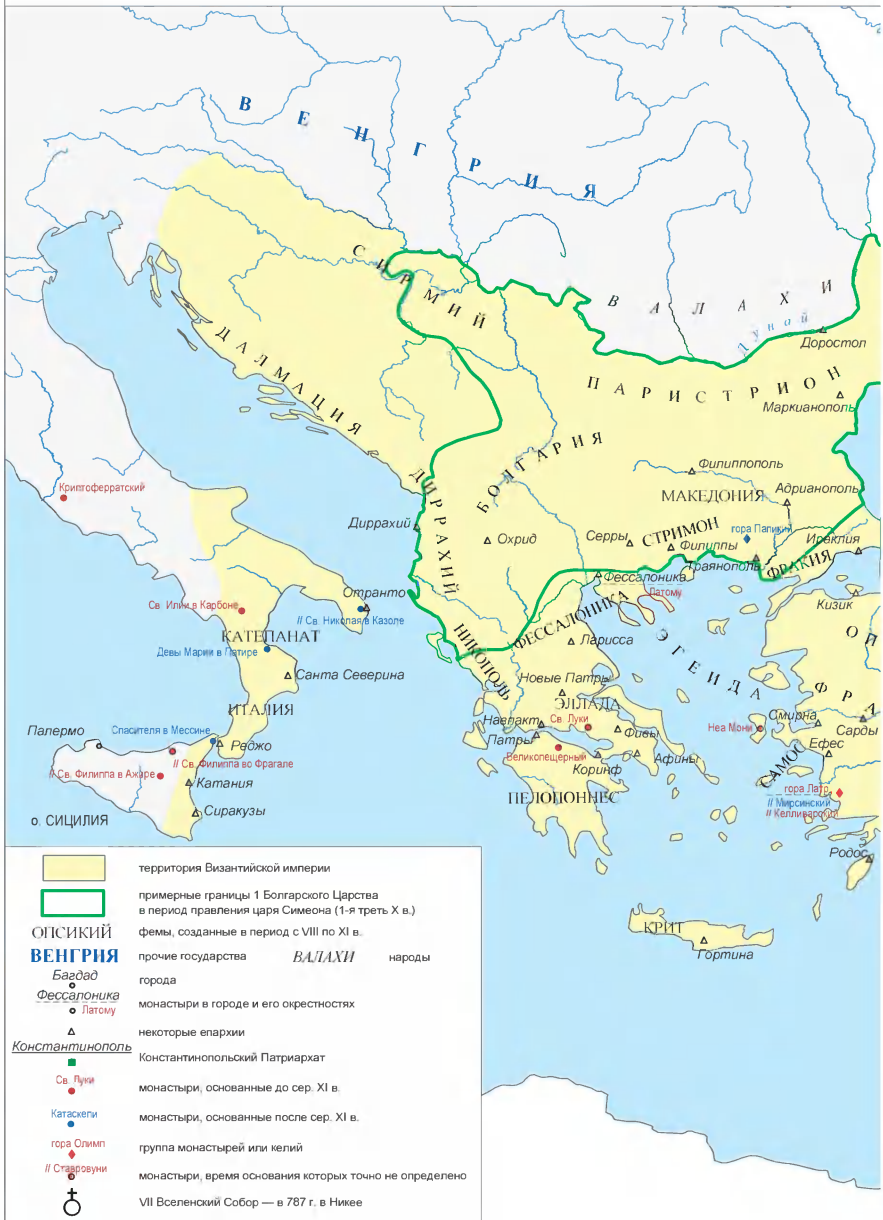 ВЕНГРИЯ
СИРМИЙ
ВАЛАХИ
Дунай
Доростол
ДАЛМАЦИЯ
ПАРИСТРИОН
Маркианополь
БОЛГАРИЯ
Филиппополь
МАКЕДОНИЯ
Адрианополь
Криптоферратский
ДИРРАХИЙ
Диррахий
Охрид
Серры
СТРИМОН
гора Папикий
Филиппы
Ираклия
Траянополь
ФРАКИЯ
Фессалоника
Латому
Кизик
Отранто
Св. Илии в Карбоне
// Св. Николая в Казоле
КАТЕПАНАТ
ФЕССАЛОНИКА
НИКОПОЛЬ
Ларисса
ЭГЕИДА
ОП
Девы Марии в Патире
Санта Северина
Новые Патры
ФРА
ИТАЛИЯ
ЭЛЛАДА
Св. Луки
Навпакт
Фивы
Неа Мони
Смирна
Сарды
Палермо
Спасителя в Мессине
Реджо
Патры
Великопещерный
Афины
Ефес
// Св. Филиппа во Фрагале
// Св. Филиппа в Ажире
Катания
Коринф
САМОС
гора Латр
ПЕЛОПОННЕС
// Мирсинский
// Келливарский
о. СИЦИЛИЯ
Сиракузы
Родос
КРИТ
Гортина
территория Византийской империи
примерные границы 1 Болгарского Царства
в период правления царя Симеона (1-я треть X в.)
ОПСИКИЙ фемы, созданные в период с VIII по XI в.
ВЕНГРИЯ прочие государства ВАЛАХИ народы
Багдад
города
Фессалоника
Латому монастыри в городе и его окрестностях
некоторые епархии
Константинополь
Константинопольский Патриархат
Св. Луки
монастыри, основанные до сер. XI в.
Катаскепи
монастыри, основанные после сер. XI в.
гора Олимп
группа монастырей или келий
// Ставровуни
монастыри, время основания которых точно не определено
VII Вселенский Собор — в 787 г. в Никее